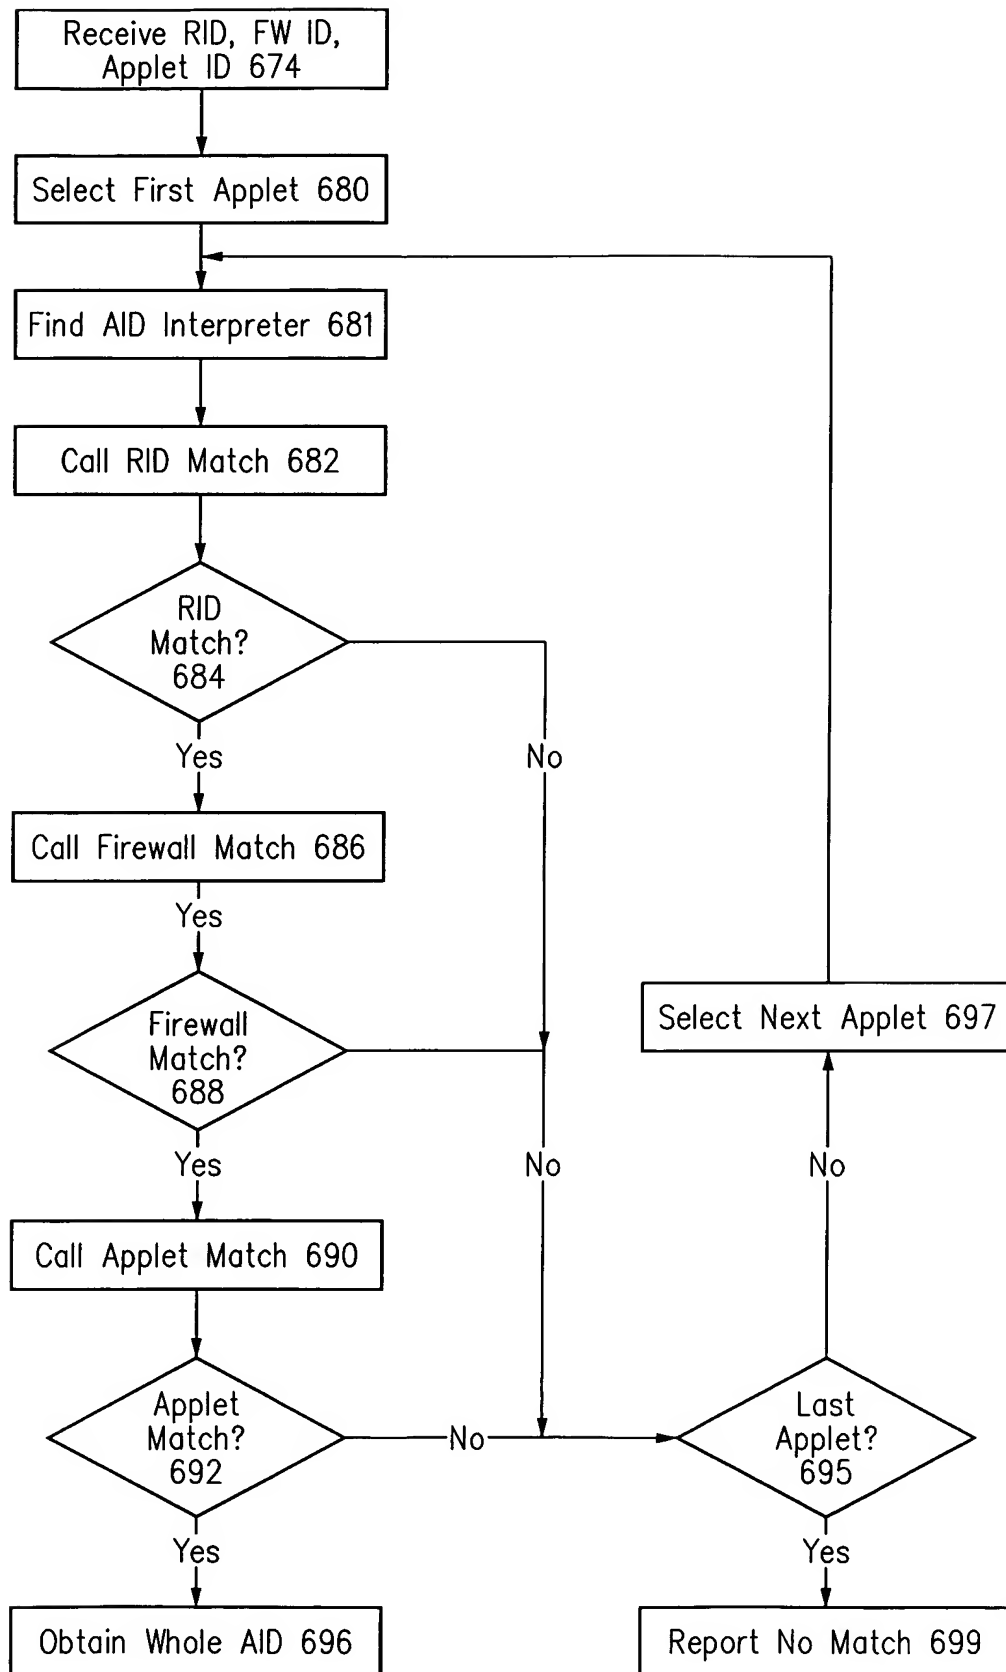 Receive RID, FW ID,
Applet ID 674
Select First Applet 680
Find AID Interpreter 681
Call RID Match 682
RID
Match?
684
Yes
No
Call Firewall Match 686
Yes
Firewall
Match?
688
Select Next Applet 697
Yes
No
No
Call Applet Match 690
Applet
Match?
692
No
Last
Applet?
695
Yes
Yes
Obtain Whole AID 696
Report No Match 699